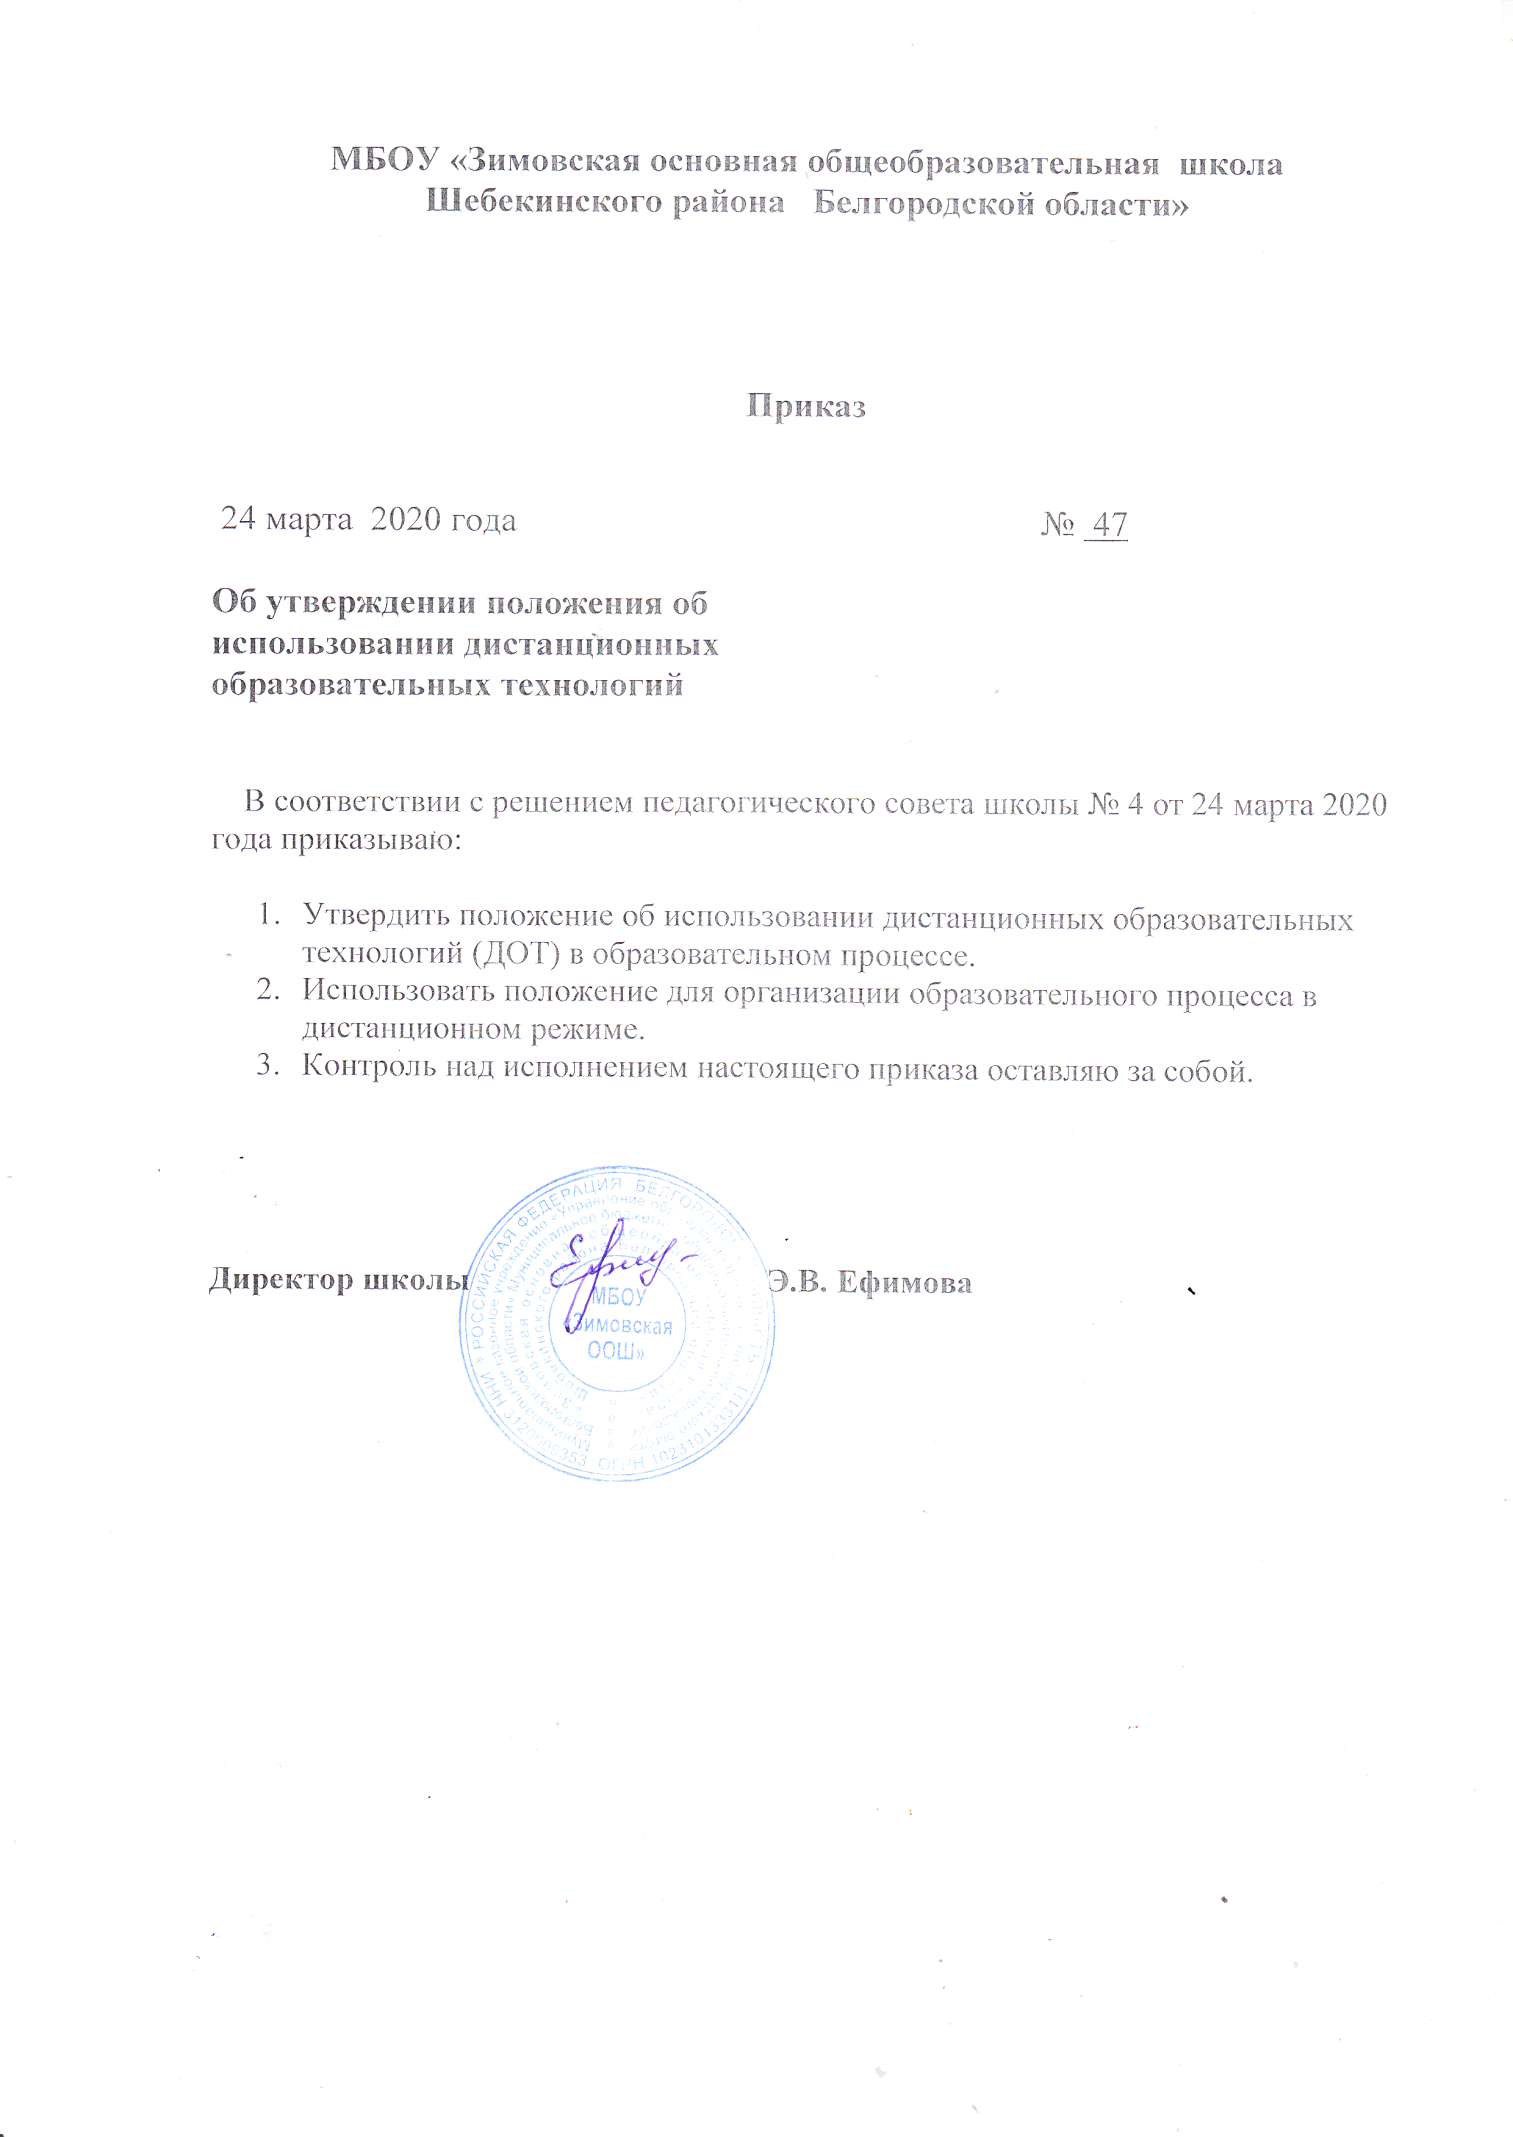 МБОУ «Зимовская основная общеобразовательная школа
Шебекинского района Белгородской области»
Приказ
24 марта 2020 года № 47
Об утверждении положения об
использовании дистанционных
образовательных технологий
В соответствии с решением педагогического совета школы № 4 от 24 марта 2020
года приказываю:
1. Утвердить положение об использовании дистанционных образовательных
технологий (ДОТ) в образовательном процессе.
2. Использовать положение для организации образовательного процесса в
дистанционном режиме.
3. Контроль над исполнением настоящего приказа оставляю за собой.
Директор школы Э.В. Ефимова
РОССИЙСКАЯ ФЕДЕРАЦИЯ
МБОУ
«Зимовская
ООШ»